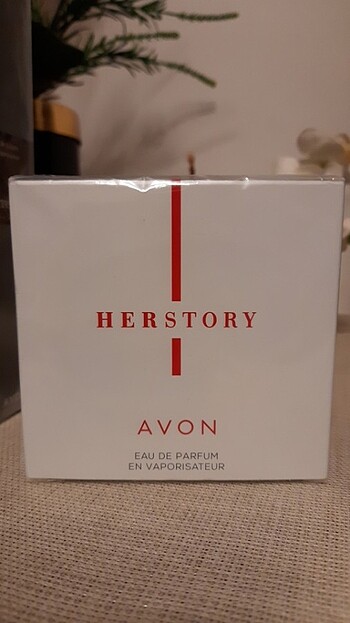 HERSTORY
AVON
EAU DE PARFUM
EN VAPORISATEUR